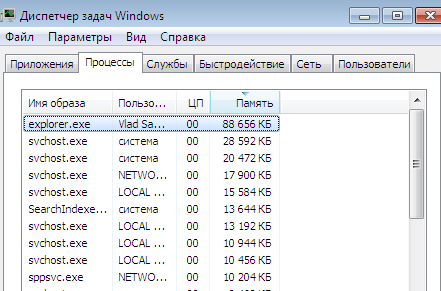 Диспетчер задач Windows
Файл Параметры Вид Справка
Приложения Процессы Службы Быстродействие Сеть Пользователи
Имя образа Пользо... ЦП Память
explorer.exe Vlad Sa... 00 88 656 КБ
svchost.exe система 00 28 592 КБ
svchost.exe система 00 20 472 КБ
svchost.exe NETWO... 00 17 900 КБ
svchost.exe LOCAL ... 00 15 584 КБ
SearchIndexe... система 00 13 644 КБ
svchost.exe LOCAL ... 00 13 192 КБ
svchost.exe LOCAL ... 00 10 944 КБ
svchost.exe LOCAL ... 00 10 456 КБ
sppsvc.exe NETWO... 00 10 204 КБ